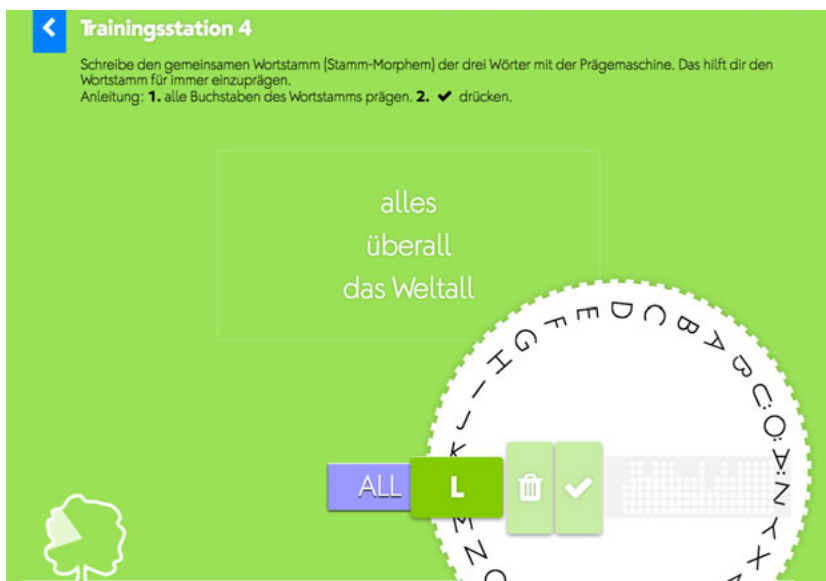 Trainingsstation 4
Schreibe den gemeinsamen Wortstamm (Stamm-Morphem) der drei Wörter mit der Prägemaschine. Das hilft dir den
Wortstamm für immer einzuprägen.
Anleitung: 1. alle Buchstaben des Wortstamms prägen. 2. ✔ drücken.
alles
überall
das Weltall
D C B A B Ü Ö Ä Z Y X
E F G H I J K
ALL L
M N O